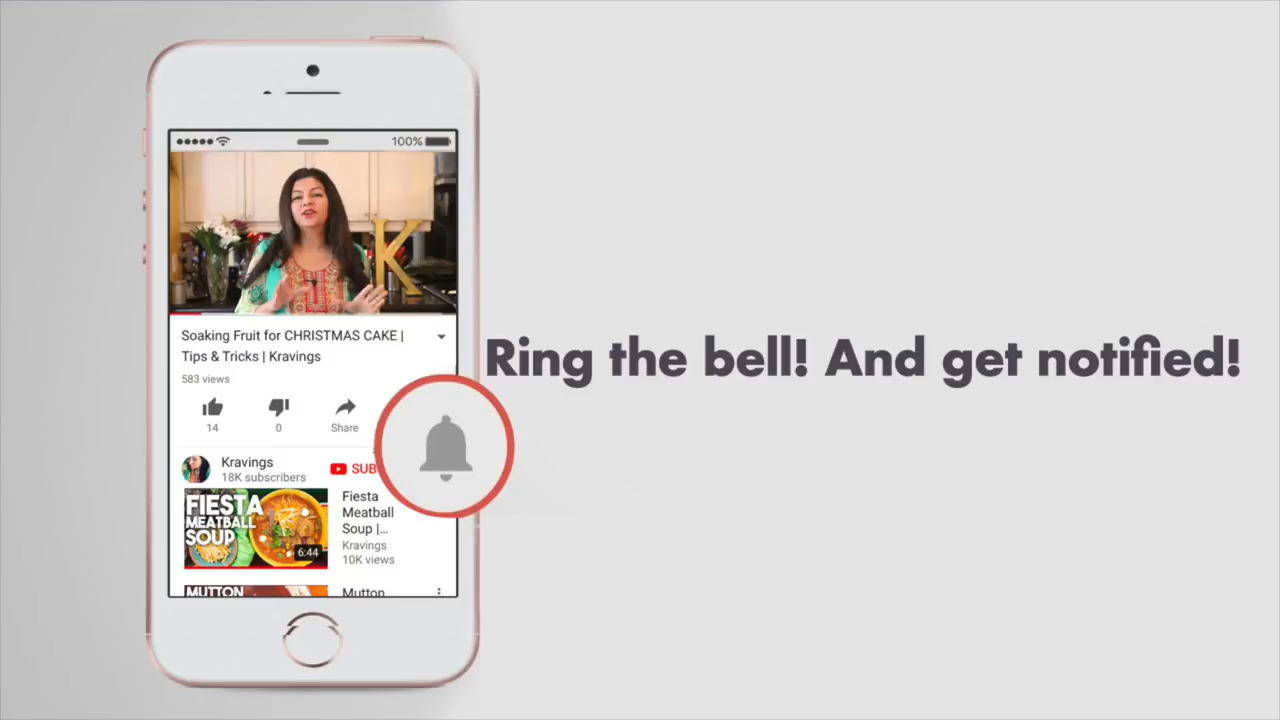 100%
K
Soaking Fruit for CHRISTMAS CAKE |
Tips & Tricks | Kravings
583 views
14
0
Share
Kravings
18K subscribers
SUB
FIESTA
MEATBALL
SOUP
6:44
Fiesta
Meatball
Soup |...
Kravings
10K views
MUTTON
Mutton
Ring the bell! And get notified!